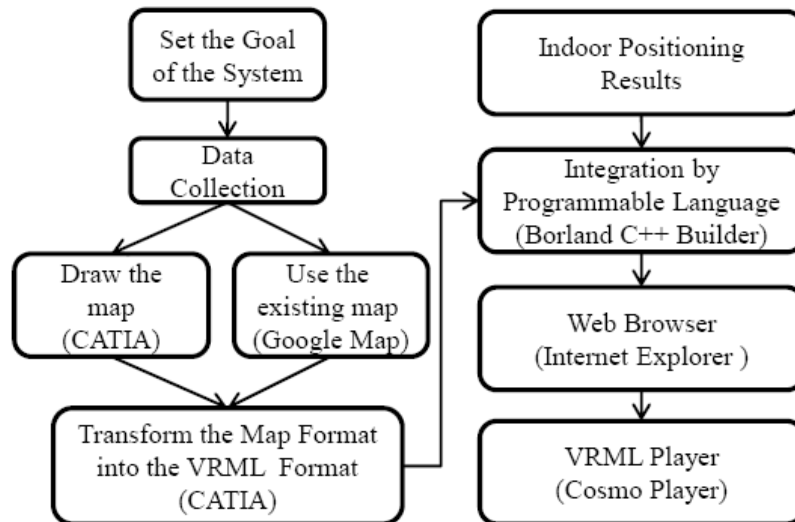 Set the Goal
of the System
Data
Collection
Draw the
map
(CATIA)
Use the
existing map
(Google Map)
Transform the Map Format
into the VRML Format
(CATIA)
Indoor Positioning
Results
Integration by
Programmable Language
(Borland C++ Builder)
Web Browser
(Internet Explorer )
VRML Player
(Cosmo Player)